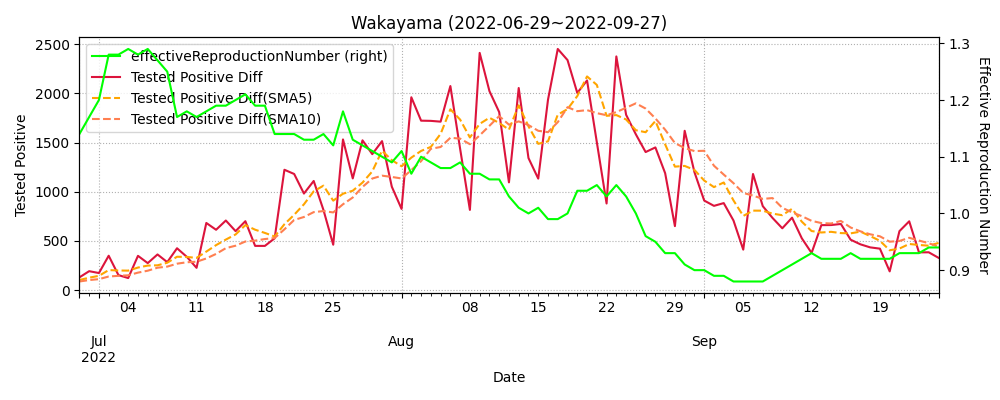 Wakayama (2022-06-29~2022-09-27)
effectiveReproductionNumber (right)
Tested Positive Diff
Tested Positive Diff(SMA5)
Tested Positive Diff(SMA10)
2500
2000
1500
1000
500
0
Tested Positive
1.3
1.2
1.1
1.0
0.9
Effective Reproduction Number
04 11 18 25 08 15 22 29 05 12 19
Jul Aug Sep
2022
Date